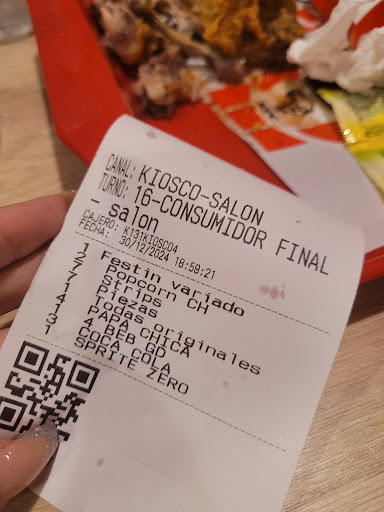 CANAL: KIOSCO-SALON
TURNO: 16-CONSUMIDOR FINAL
- salon
CAJERO: K131KIOSCO4
FECHA: 30/12/2024 18:58:21
1 Festin variado
2 Popcorn CH
7 Strips
7 Piezas
1 Todas originales
4 PAPA CHICA
1 4 BEB GD
3 COCA COLA
1 SPRITE ZERO